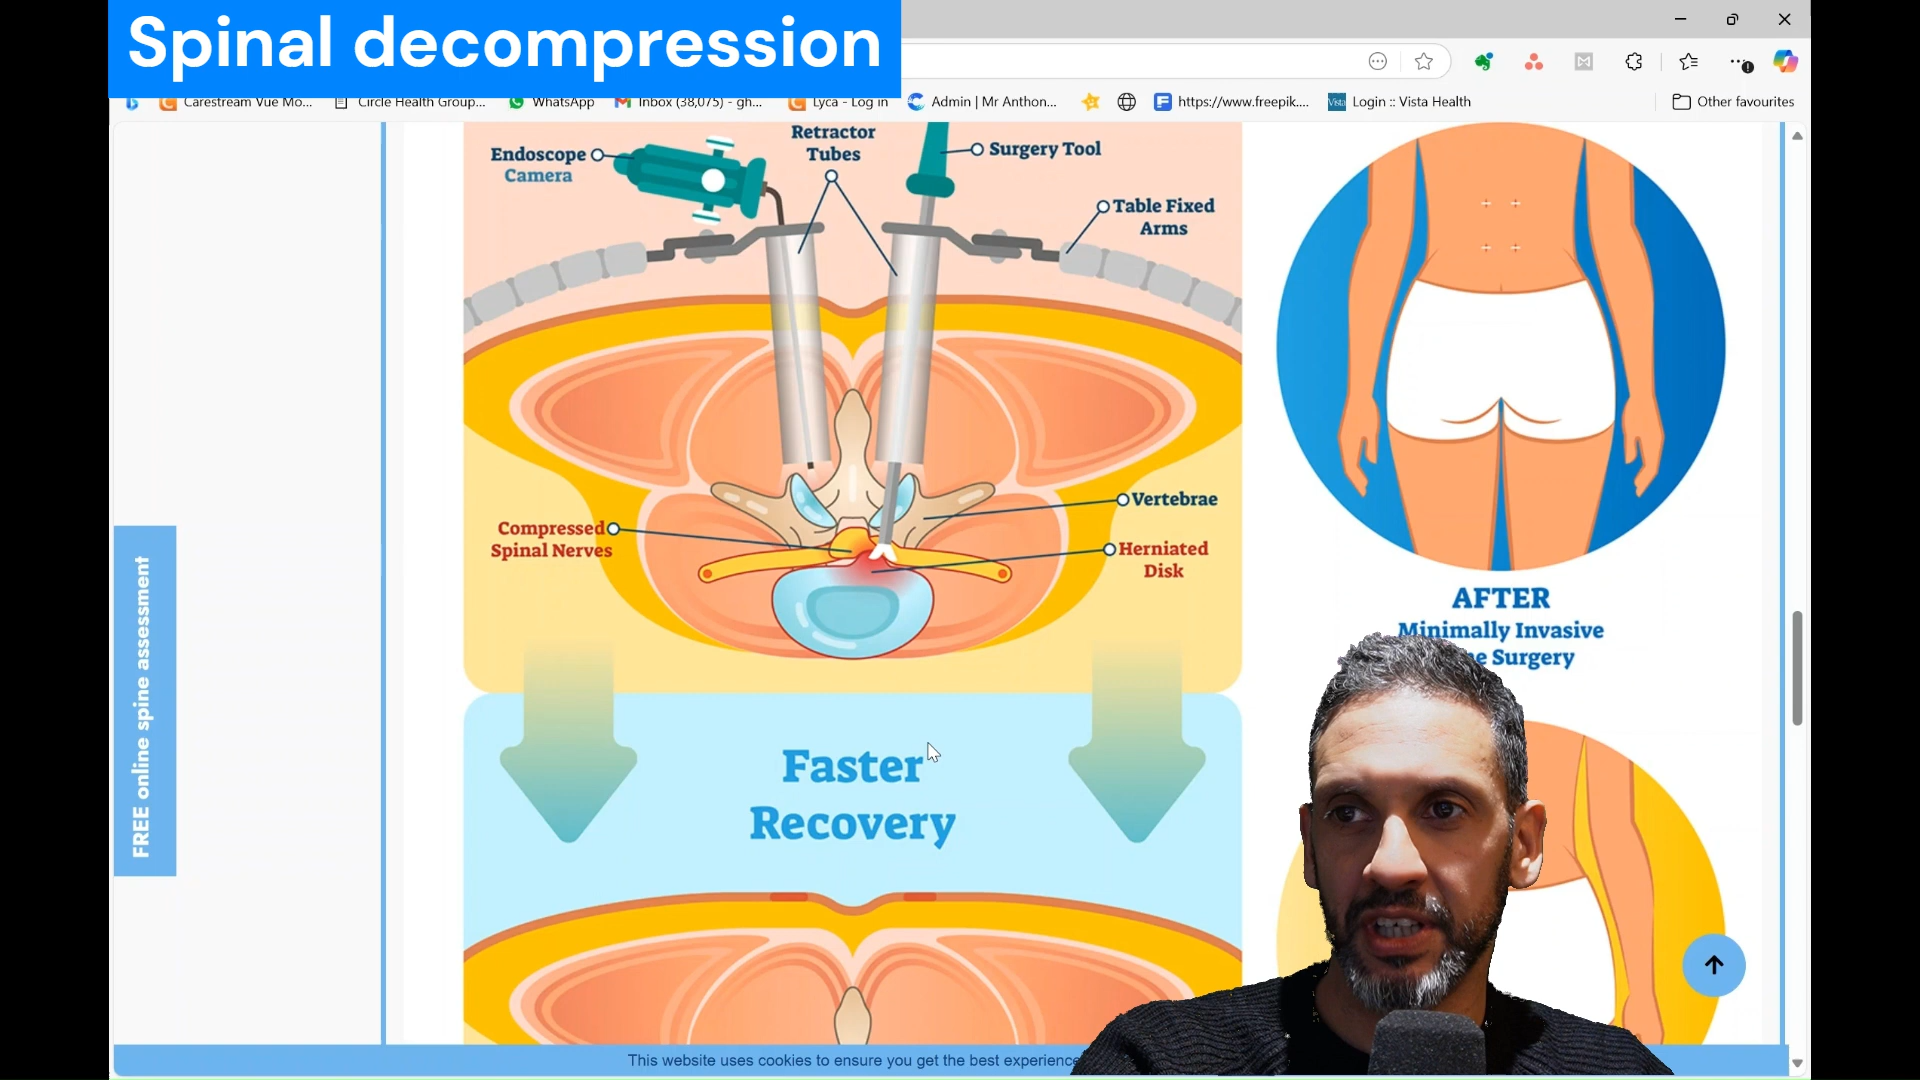 Spinal decompression
Carestream Vue Mo...
Circle Health Group...
WhatsApp
Inbox (38,075) - gh...
Lyca - Log in
Admin | Mr Anthon...
https://www.freepik....
Vista
Login :: Vista Health
Other favourites
Endoscope
Camera
Retractor
Tubes
Surgery Tool
Table Fixed
Arms
Compressed
Spinal Nerves
Vertebrae
Herniated
Disk
AFTER
Minimally Invasive
Surgery
FREE online spine assessment
Faster
Recovery
This website uses cookies to ensure you get the best experience